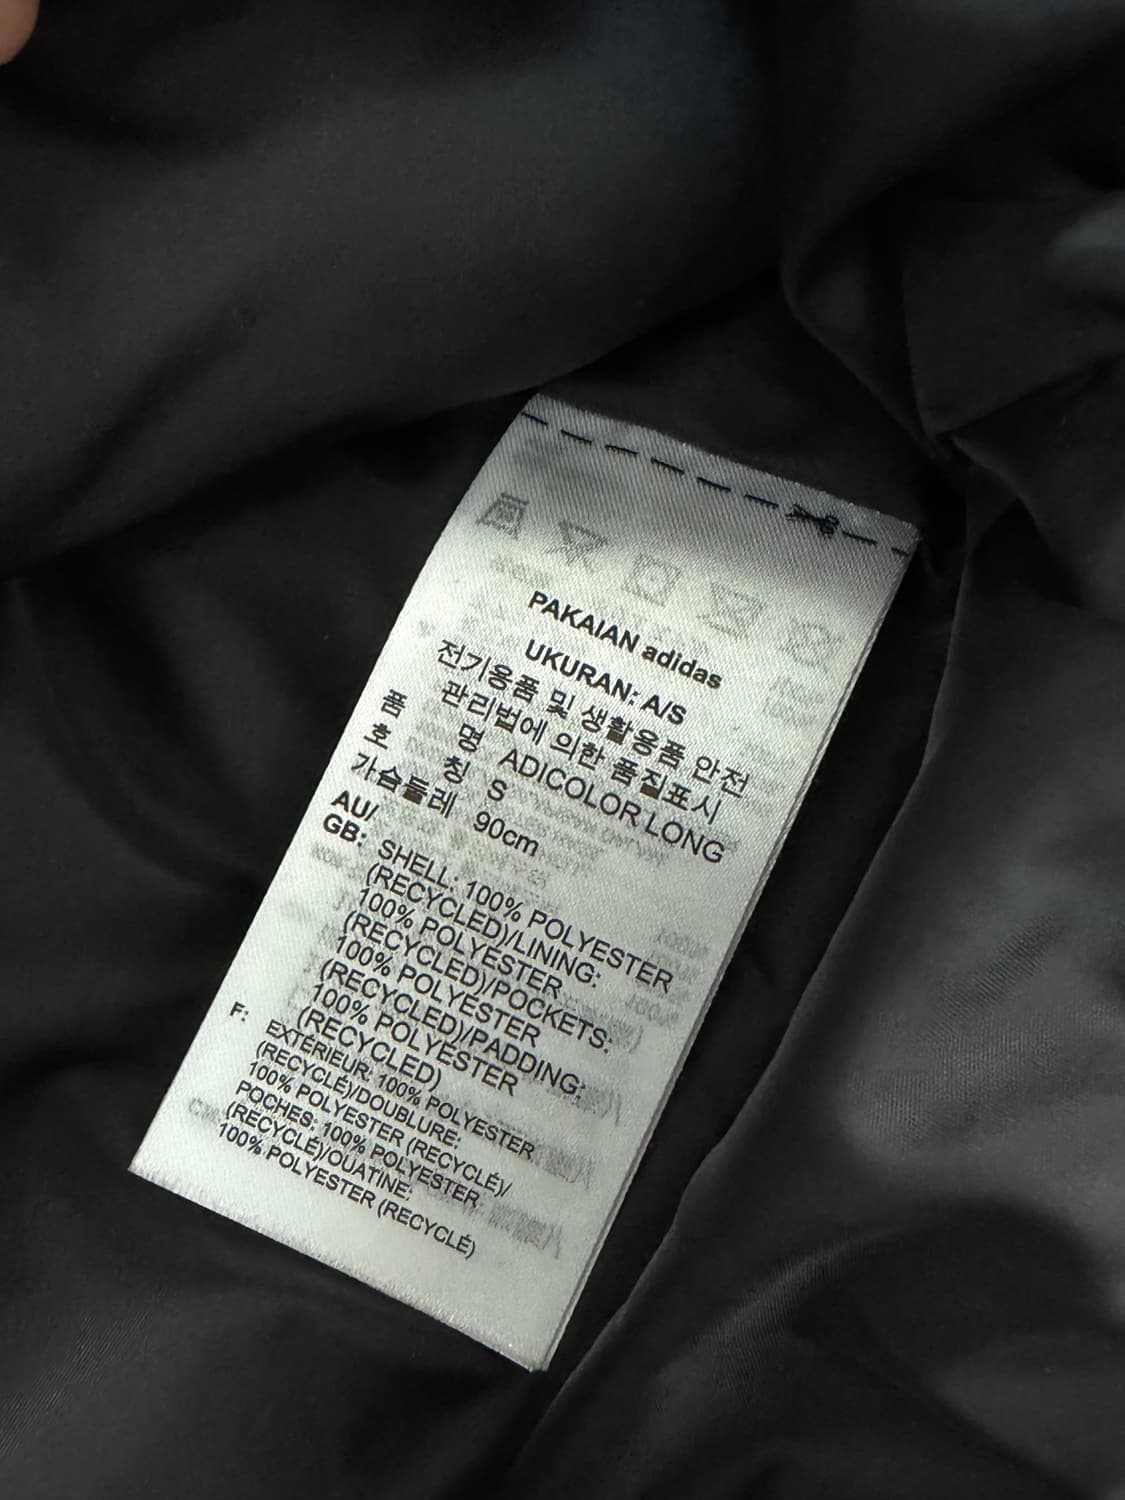 PAKAIAN adidas
UKURAN: A/S
전기용품 및 생활용품 안전
관리법에 의한 품질표시
품 명 ADICOLOR LONG
호 칭 S
가슴둘레 90cm
AU/
GB: SHELL: 100% POLYESTER
(RECYCLED)/LINING:
100% POLYESTER
(RECYCLED)/POCKETS:
100% POLYESTER
(RECYCLED)/PADDING:
100% POLYESTER
(RECYCLED)
F: EXTÉRIEUR: 100% POLYESTER
(RECYCLÉ)/DOUBLURE:
100% POLYESTER (RECYCLÉ)/
POCHES: 100% POLYESTER
(RECYCLÉ)/OUATINE:
100% POLYESTER (RECYCLÉ)